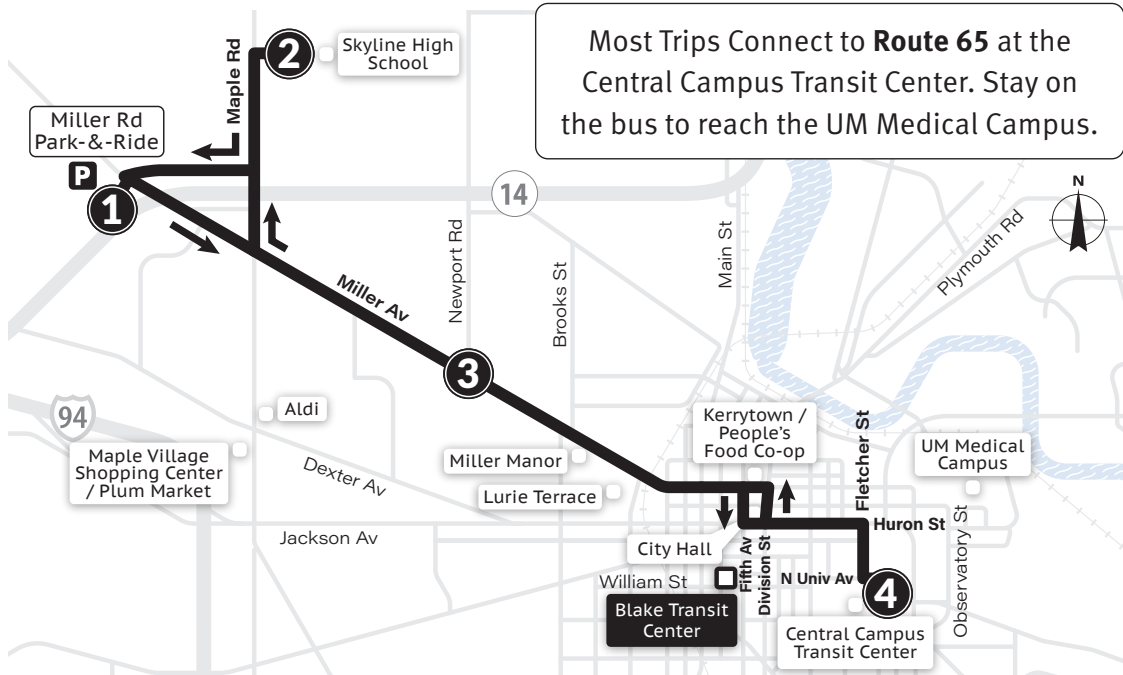 Most Trips Connect to Route 65 at the
Central Campus Transit Center. Stay on
the bus to reach the UM Medical Campus.
2
Skyline High
School
Maple Rd
Miller Rd
Park-&-Ride
P
1
14
N
Main St
Plymouth Rd
Newport Rd
Brooks St
Miller Av
3
94
Aldi
Maple Village
Shopping Center
/ Plum Market
Dexter Av
Jackson Av
Miller Manor
Lurie Terrace
Kerrytown /
People's
Food Co-op
Fletcher St
UM Medical
Campus
Huron St
Observatory St
City Hall
Fifth Av
Division St
William St
N Univ Av
4
Blake Transit
Center
Central Campus
Transit Center